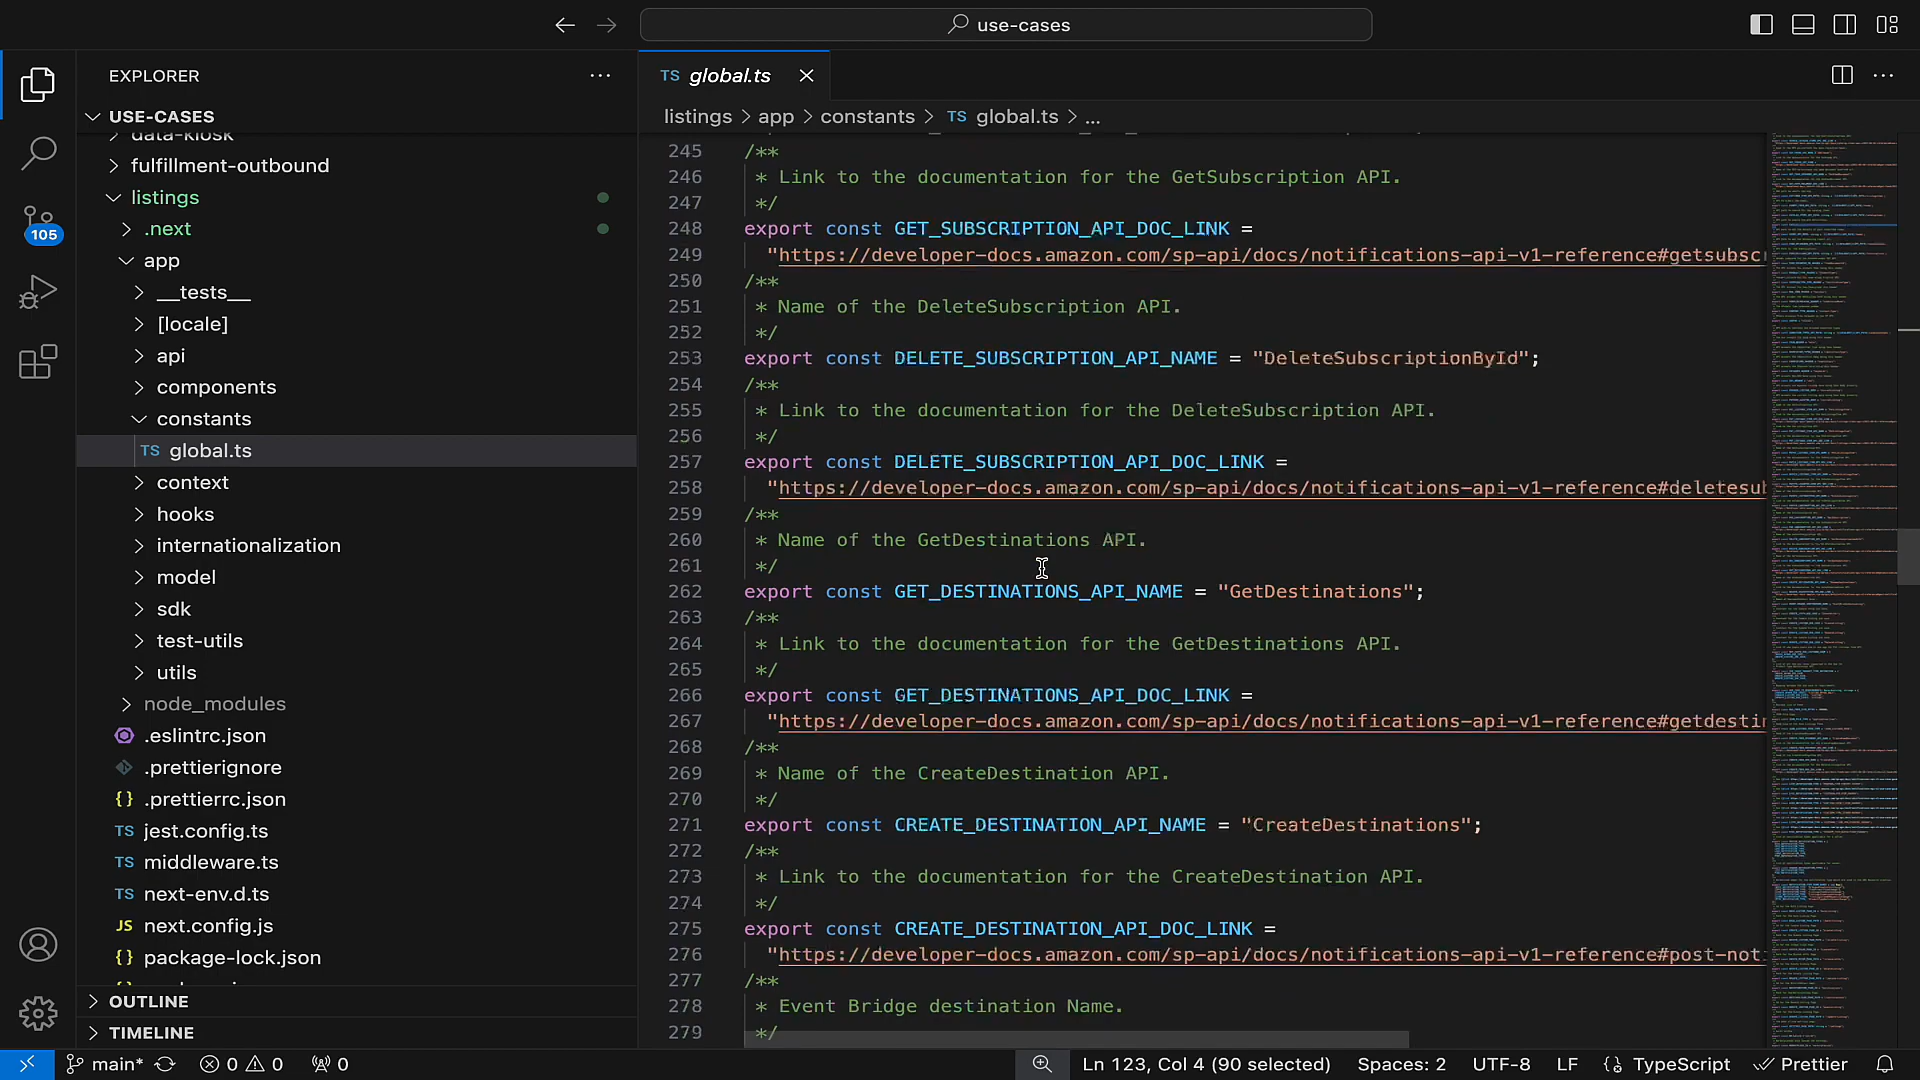 use-cases
EXPLORER
USE-CASES
data-kiosk
fulfillment-outbound
listings
.next
app
__tests__
[locale]
api
components
constants
TS global.ts
context
hooks
internationalization
model
sdk
test-utils
utils
node_modules
.eslintrc.json
.prettierignore
{} .prettierrc.json
TS jest.config.ts
TS middleware.ts
TS next-env.d.ts
JS next.config.js
{} package-lock.json
OUTLINE
TIMELINE
105
TS global.ts
listings > app > constants > TS global.ts > ...
245 /**
246 * Link to the documentation for the GetSubscription API.
247 */
248 export const GET_SUBSCRIPTION_API_DOC_LINK =
249 "https://developer-docs.amazon.com/sp-api/docs/notifications-api-v1-reference#getsubsc
250 /**
251 * Name of the DeleteSubscription API.
252 */
253 export const DELETE_SUBSCRIPTION_API_NAME = "DeleteSubscriptionById";
254 /**
255 * Link to the documentation for the DeleteSubscription API.
256 */
257 export const DELETE_SUBSCRIPTION_API_DOC_LINK =
258 "https://developer-docs.amazon.com/sp-api/docs/notifications-api-v1-reference#deletesu
259 /**
260 * Name of the GetDestinations API.
261 */
262 export const GET_DESTINATIONS_API_NAME = "GetDestinations";
263 /**
264 * Link to the documentation for the GetDestinations API.
265 */
266 export const GET_DESTINATIONS_API_DOC_LINK =
267 "https://developer-docs.amazon.com/sp-api/docs/notifications-api-v1-reference#getdesti
268 /**
269 * Name of the CreateDestination API.
270 */
271 export const CREATE_DESTINATION_API_NAME = "CreateDestinations";
272 /**
273 * Link to the documentation for the CreateDestination API.
274 */
275 export const CREATE_DESTINATION_API_DOC_LINK =
276 "https://developer-docs.amazon.com/sp-api/docs/notifications-api-v1-reference#post-not
277 /**
278 * Event Bridge destination Name.
279 */
main* 0 0 0
Ln 123, Col 4 (90 selected) Spaces: 2 UTF-8 LF {} TypeScript Prettier